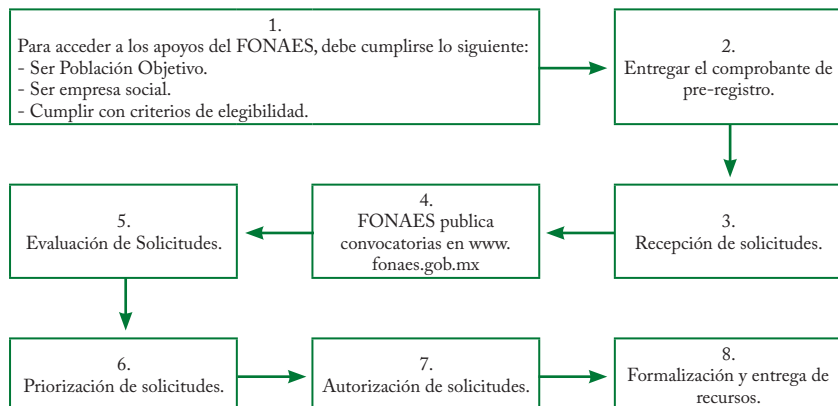 1.
Para acceder a los apoyos del FONAES, debe cumplirse lo siguiente:
- Ser Población Objetivo.
- Ser empresa social.
- Cumplir con criterios de elegibilidad.
2.
Entregar el comprobante de
pre-registro.
3.
Recepción de solicitudes.
4.
FONAES publica
convocatorias en www.
fonaes.gob.mx
5.
Evaluación de Solicitudes.
6.
Priorización de solicitudes.
7.
Autorización de solicitudes.
8.
Formalización y entrega de
recursos.